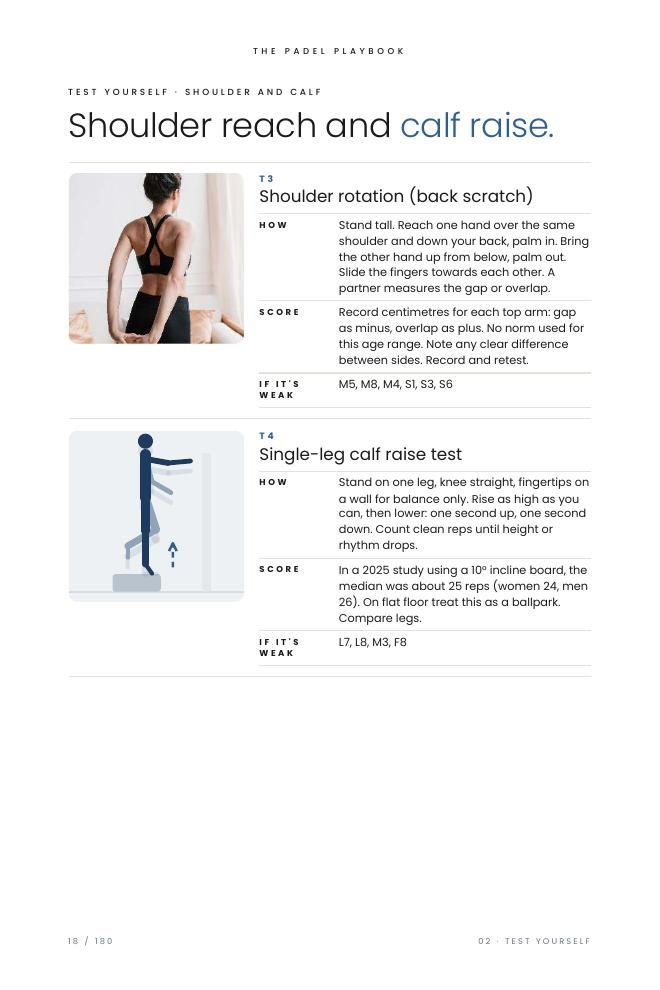 THE PADEL PLAYBOOK
TEST YOURSELF · SHOULDER AND CALF
Shoulder reach and calf raise.
T3
Shoulder rotation (back scratch)
HOW
Stand tall. Reach one hand over the same
shoulder and down your back, palm in. Bring
the other hand up from below, palm out.
Slide the fingers towards each other. A
partner measures the gap or overlap.
SCORE
Record centimetres for each top arm: gap
as minus, overlap as plus. No norm used for
this age range. Note any clear difference
between sides. Record and retest.
IF IT'S
WEAK
M5, M8, M4, S1, S3, S6
T4
Single-leg calf raise test
HOW
Stand on one leg, knee straight, fingertips on
a wall for balance only. Rise as high as you
can, then lower: one second up, one second
down. Count clean reps until height or
rhythm drops.
SCORE
In a 2025 study using a 10° incline board, the
median was about 25 reps (women 24, men
26). On flat floor treat this as a ballpark.
Compare legs.
IF IT'S
WEAK
L7, L8, M3, F8
18 / 180
02 · TEST YOURSELF